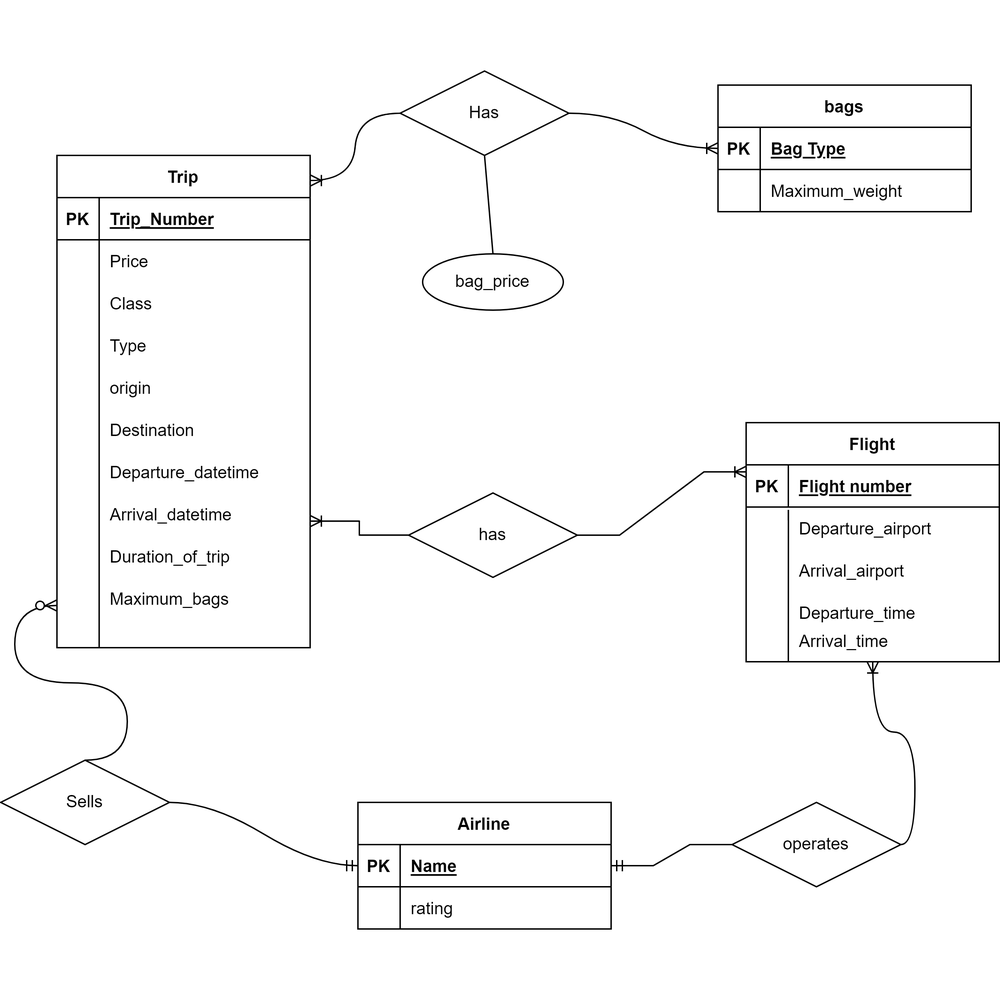 Has
bags
PK Bag Type
Maximum_weight
Trip
PK Trip_Number
Price
Class
Type
origin
Destination
Departure_datetime
Arrival_datetime
Duration_of_trip
Maximum_bags
bag_price
has
Flight
PK Flight number
Departure_airport
Arrival_airport
Departure_time
Arrival_time
Sells
Airline
PK Name
rating
operates